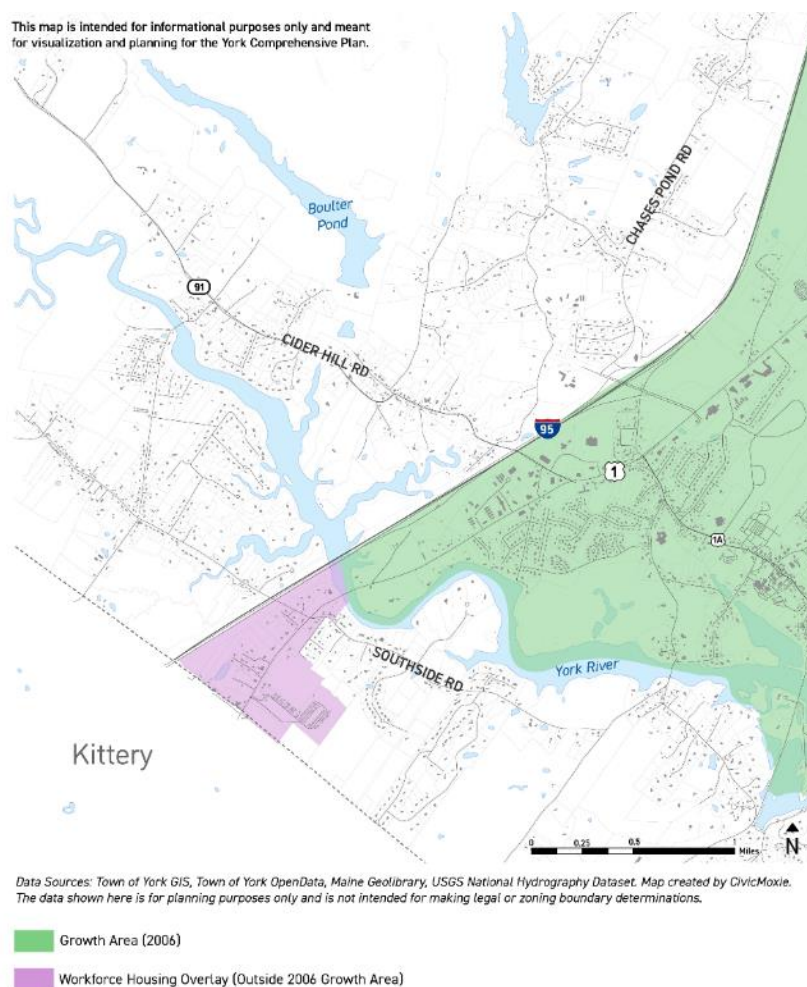 This map is intended for informational purposes only and meant
for visualization and planning for the York Comprehensive Plan.
CHASES POND RD
Boulter
Pond
91
CIDER HILL RD
95
1
1A
SOUTHSIDE RD
York River
Kittery
0 0.25 0.5 1
Miles
N
Data Sources: Town of York GIS, Town of York OpenData, Maine Geolibrary, USGS National Hydrography Dataset. Map created by CivicMoxie.
The data shown here is for planning purposes only and is not intended for making legal or zoning boundary determinations.
Growth Area (2006)
Workforce Housing Overlay (Outside 2006 Growth Area)